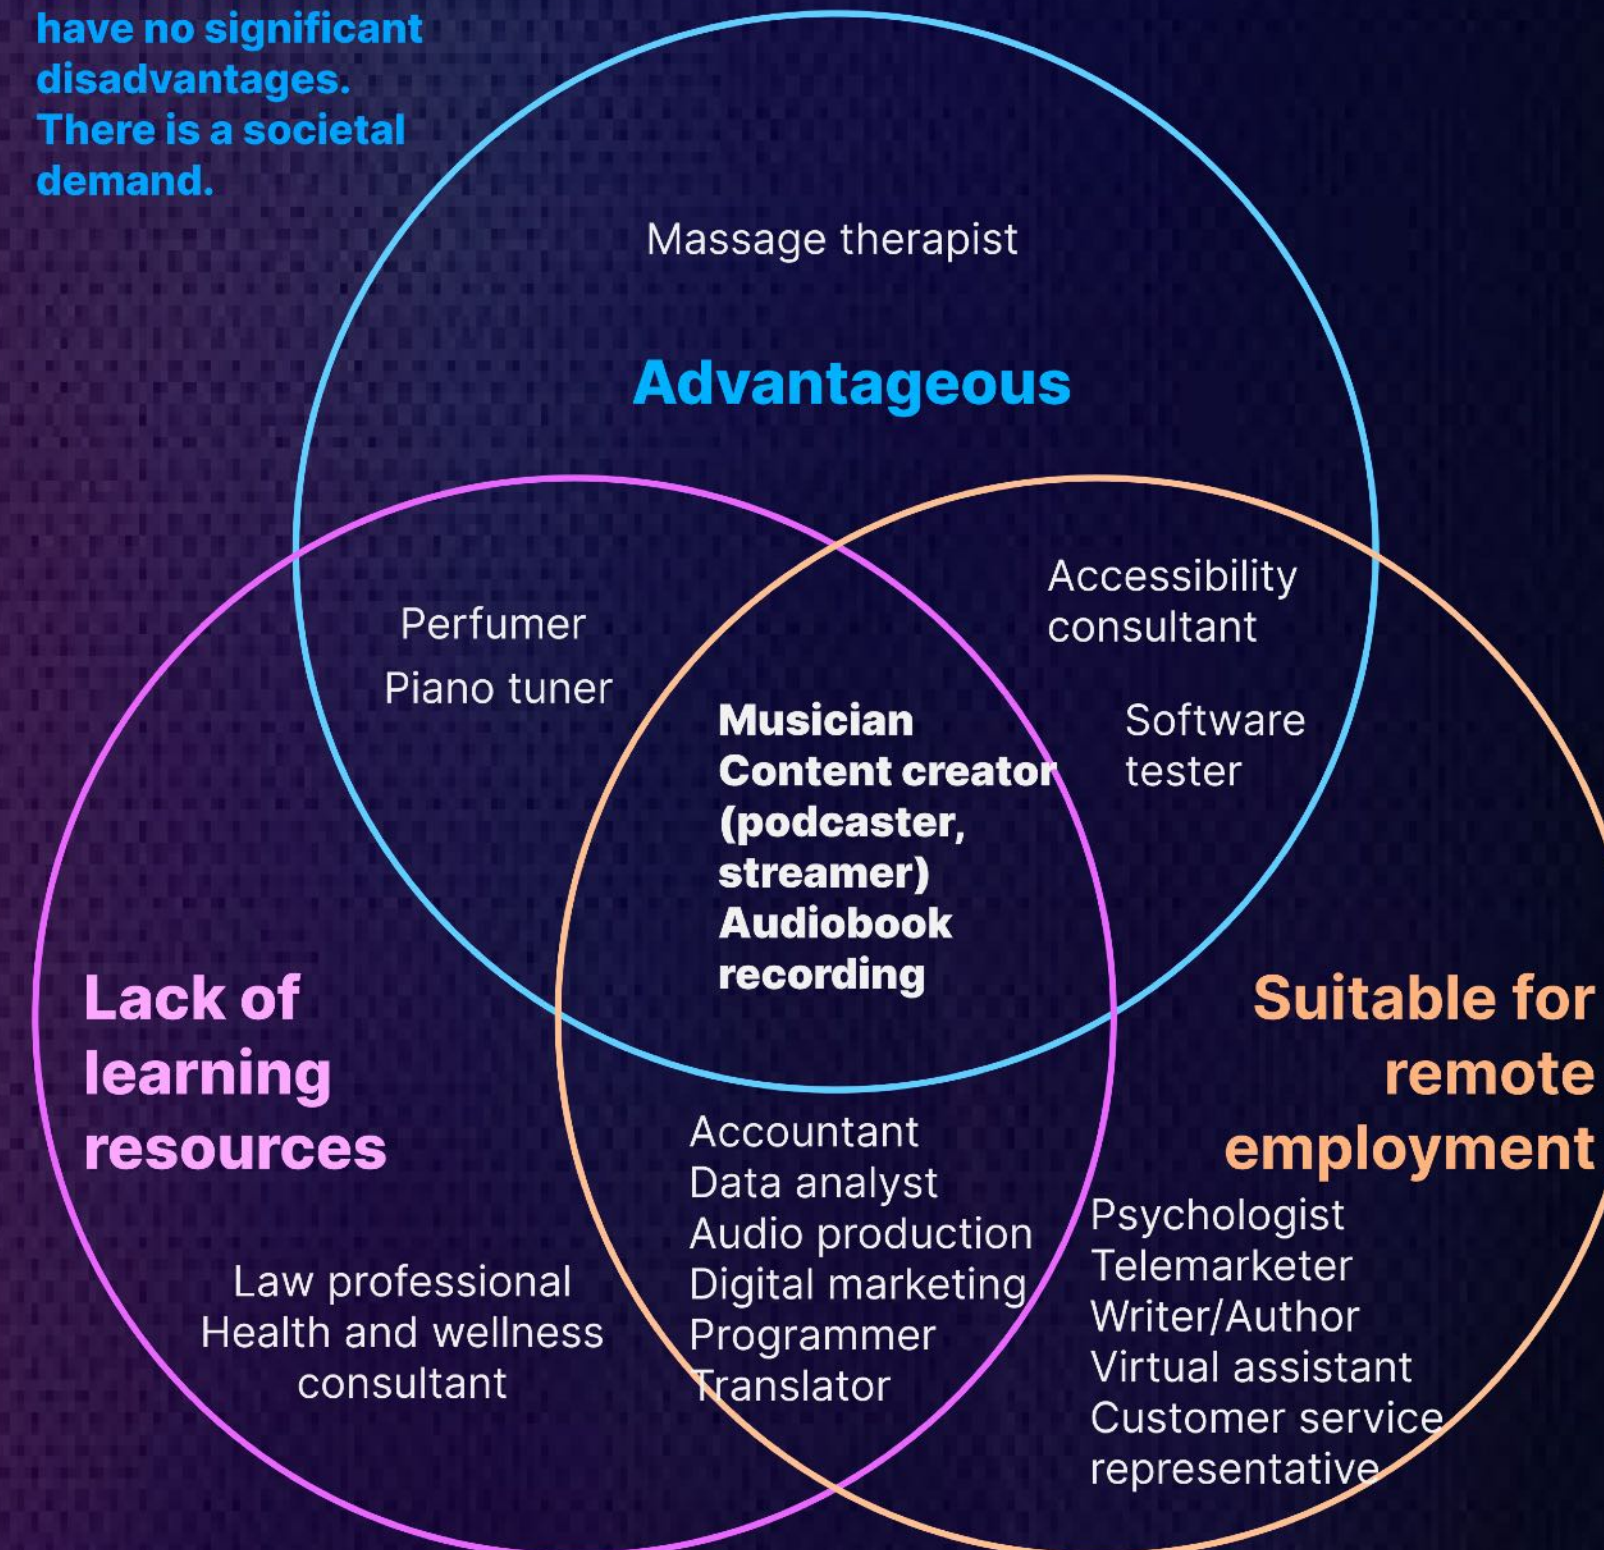 have no significant
disadvantages.
There is a societal
demand.
Massage therapist
Advantageous
Perfumer
Piano tuner
Accessibility
consultant
Software
tester
Musician
Content creator
(podcaster,
streamer)
Audiobook
recording
Lack of
learning
resources
Suitable for
remote
employment
Law professional
Health and wellness
consultant
Accountant
Data analyst
Audio production
Digital marketing
Programmer
Translator
Psychologist
Telemarketer
Writer/Author
Virtual assistant
Customer service
representative